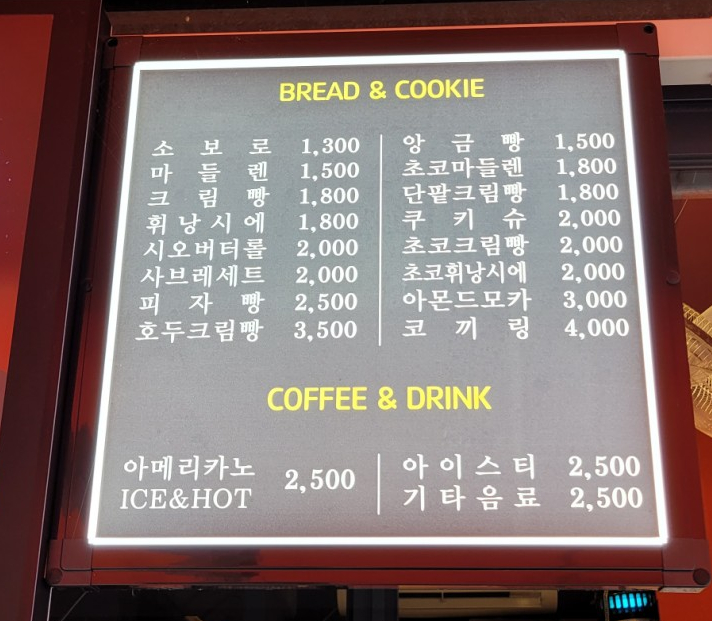 BREAD & COOKIE
소보로 1,300
마들렌 1,500
크림빵 1,800
휘낭시에 1,800
시오버터롤 2,000
사브레세트 2,000
피자빵 2,500
호두크림빵 3,500
앙금빵 1,500
초코마들렌 1,800
단팥크림빵 1,800
쿠키슈 2,000
초코크림빵 2,000
초코휘낭시에 2,000
아몬드모카 3,000
코끼링 4,000
COFFEE & DRINK
아메리카노 2,500
ICE&HOT
아이스티 2,500
기타음료 2,500